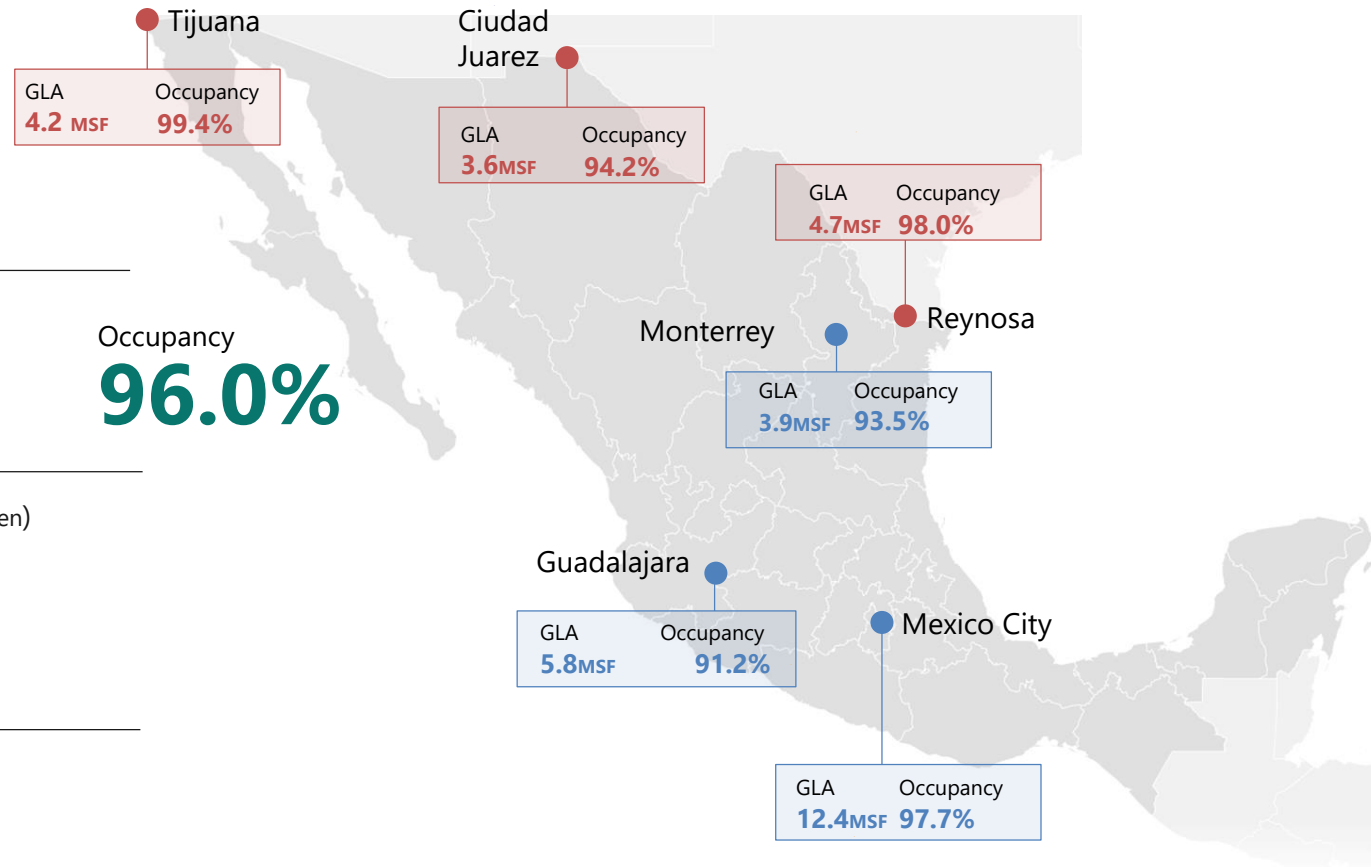 Tijuana
GLA Occupancy
4.2 MSF 99.4%
Ciudad
Juarez
GLA Occupancy
3.6MSF 94.2%
GLA Occupancy
4.7MSF 98.0%
Reynosa
Occupancy
96.0%
Monterrey
GLA Occupancy
3.9MSF 93.5%
en)
Guadalajara
GLA Occupancy
5.8MSF 91.2%
Mexico City
GLA Occupancy
12.4MSF 97.7%